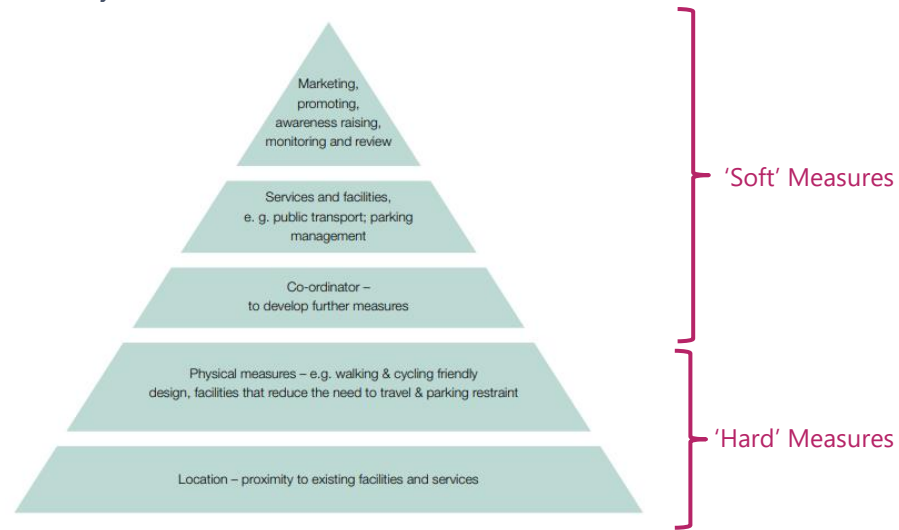 Marketing,
promoting,
awareness raising,
monitoring and review
Services and facilities,
e. g. public transport; parking
management
Co-ordinator –
to develop further measures
Physical measures – e.g. walking & cycling friendly
design, facilities that reduce the need to travel & parking restraint
Location – proximity to existing facilities and services
‘Soft’ Measures
‘Hard’ Measures